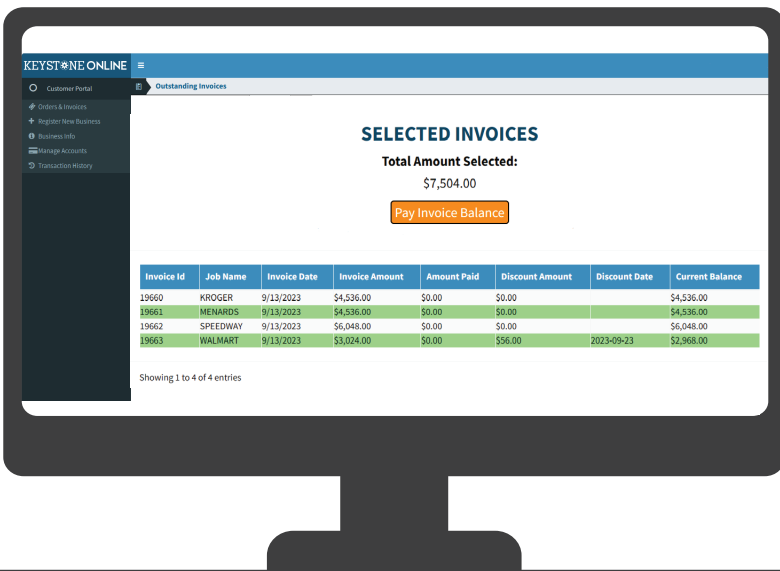 KEYSTONE ONLINE
Customer Portal
Outstanding Invoices
Orders & Invoices
Register New Business
Business Info
Manage Accounts
Transaction History
SELECTED INVOICES
Total Amount Selected:
$7,504.00
Pay Invoice Balance
Invoice Id Job Name Invoice Date Invoice Amount Amount Paid Discount Amount Discount Date Current Balance
19660 KROGER 9/13/2023 $4,536.00 $0.00 $0.00 $4,536.00
19661 MENARDS 9/13/2023 $4,536.00 $0.00 $0.00 $4,536.00
19662 SPEEDWAY 9/13/2023 $6,048.00 $0.00 $0.00 $6,048.00
19663 WALMART 9/13/2023 $3,024.00 $0.00 $56.00 2023-09-23 $2,968.00
Showing 1 to 4 of 4 entries